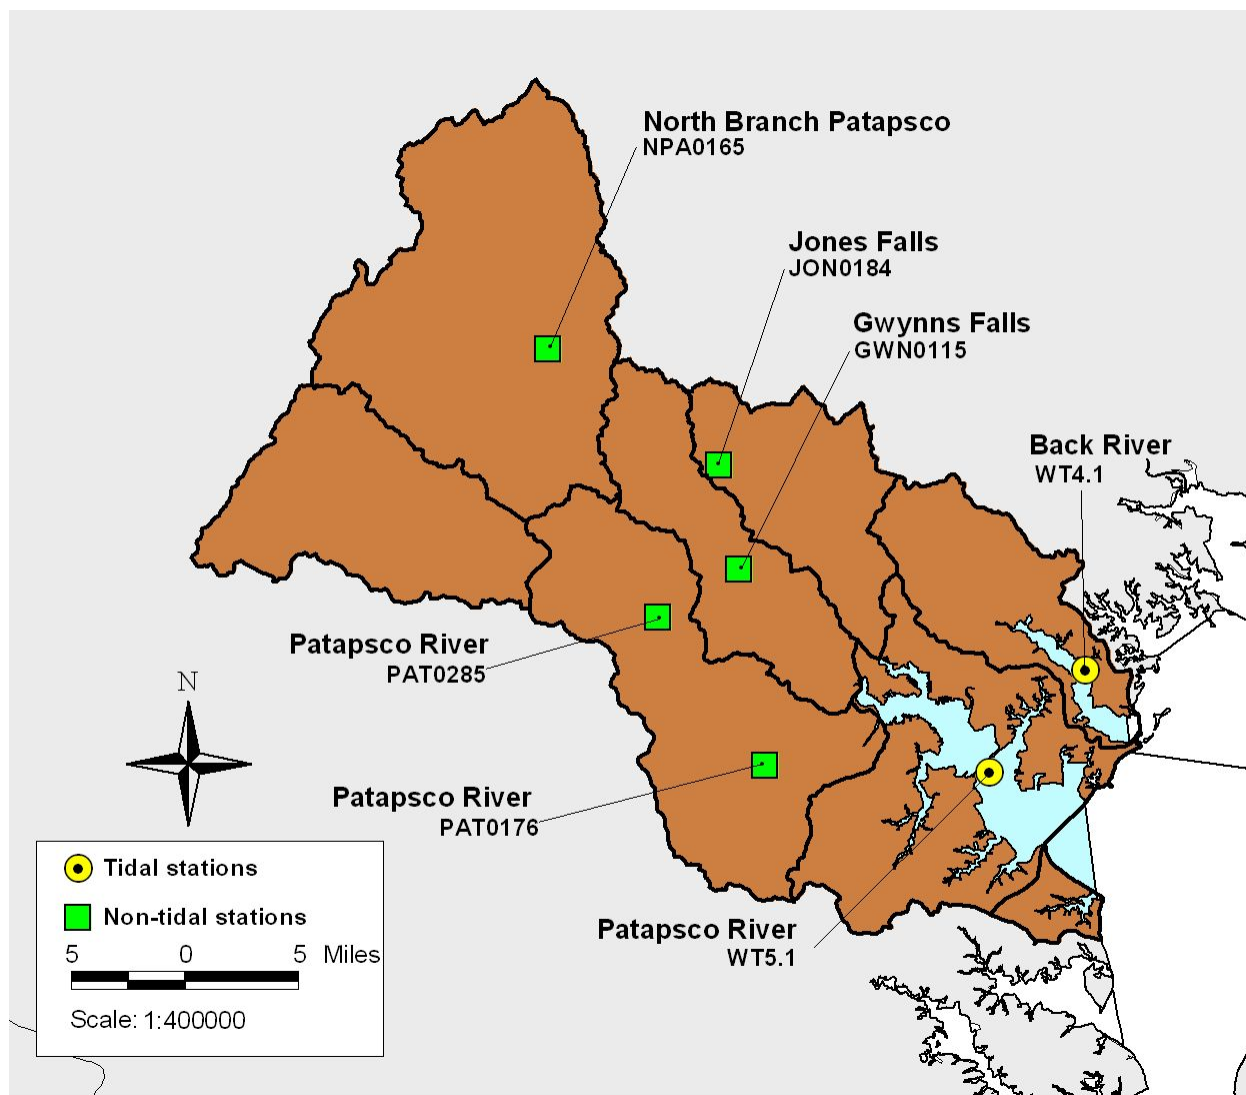 North Branch Patapsco
NPA0165
Jones Falls
JON0184
Gwynns Falls
GWN0115
Back River
WT4.1
Patapsco River
PAT0285
N
Patapsco River
PAT0176
Tidal stations
Non-tidal stations
5 0 5 Miles
Scale: 1:400000
Patapsco River
WT5.1